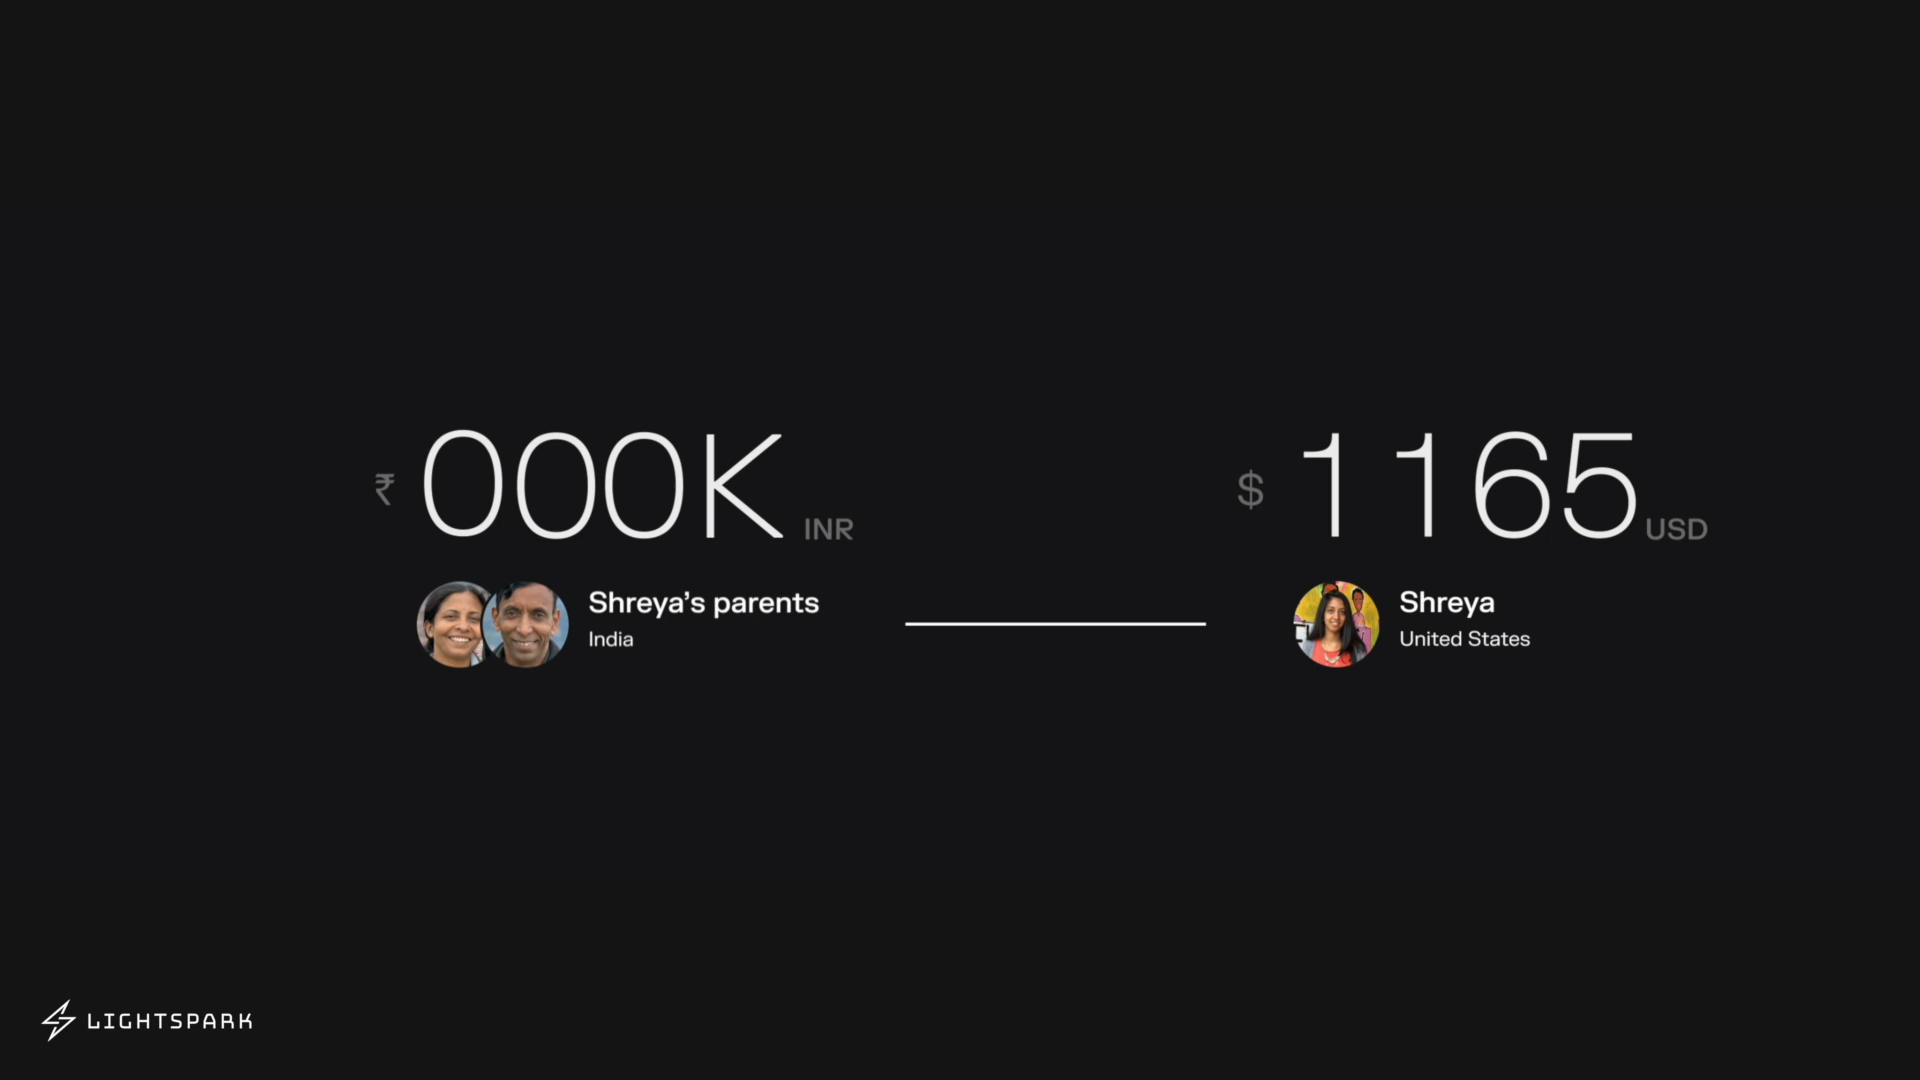 ₹ 000K INR
$ 1165 USD
Shreya’s parents
India
Shreya
United States
LIGHTSPARK